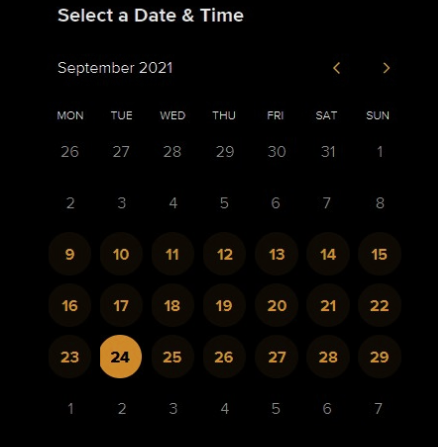 Select a Date & Time
September 2021
MON TUE WED THU FRI SAT SUN
26 27 28 29 30 31 1
2 3 4 5 6 7 8
9 10 11 12 13 14 15
16 17 18 19 20 21 22
23 24 25 26 27 28 29
1 2 3 4 5 6 7